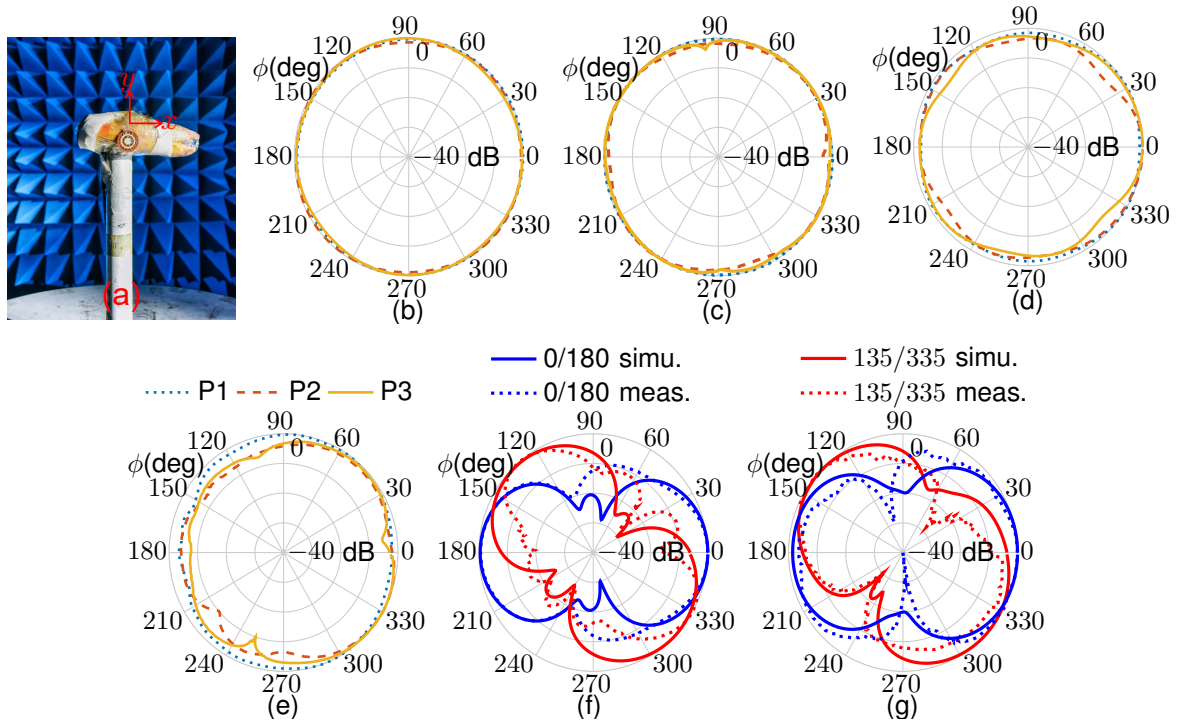 y
x
(a)
90
120 60
ϕ(deg) 0
150 30
180 −40 dB 0
210 330
240 300
270
(b)
90
120 60
ϕ(deg) 0
150 30
180 −40 dB 0
210 330
240 300
270
(c)
90
120 60
ϕ(deg) 0
150 30
180 −40 dB 0
210 330
240 300
270
(d)
P1 P2 P3
90
120 60
ϕ(deg) 0
150 30
180 −40 dB 0
210 330
240 300
270
(e)
0/180 simu.
0/180 meas.
90
120 60
ϕ(deg) 0
150 30
180 −40 dB 0
210 330
240 300
270
(f)
135/335 simu.
135/335 meas.
90
120 60
ϕ(deg) 0
150 30
180 −40 dB 0
210 330
240 300
270
(g)